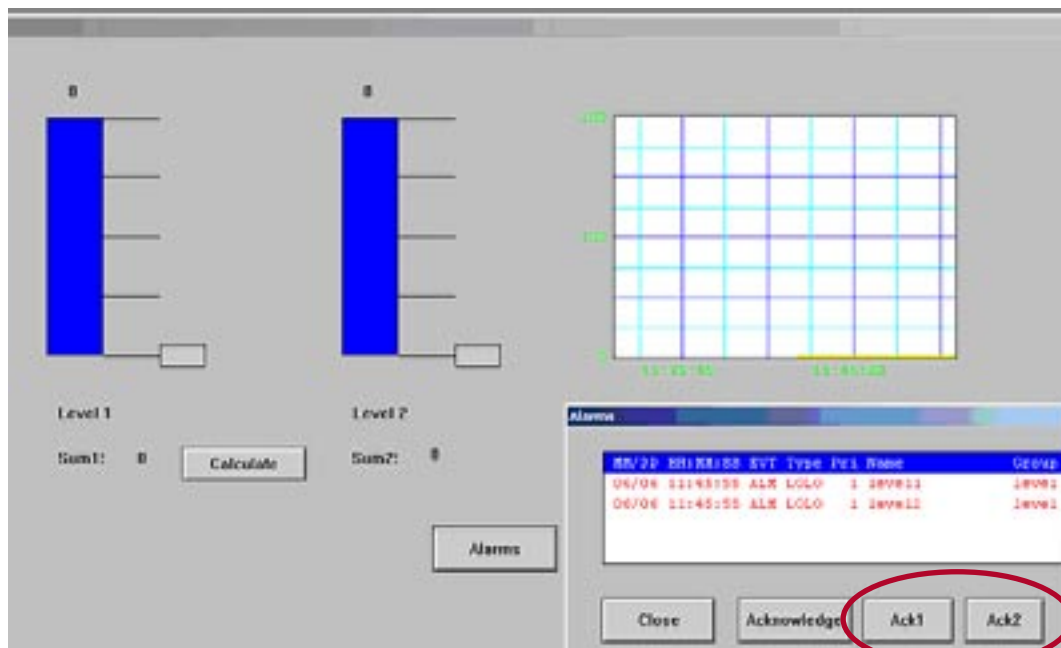 0
0
Level 1
Level 2
Sum1: 0
Calculate
Sum2: 0
Alarms
Alarms
MM/DD HH:MM:SS EVT Type Pri Name Group
06/06 11:45:55 ALM LOLO 1 level1 level
06/06 11:45:55 ALM LOLO 1 level2 level
Close
Acknowledge
Ack1
Ack2